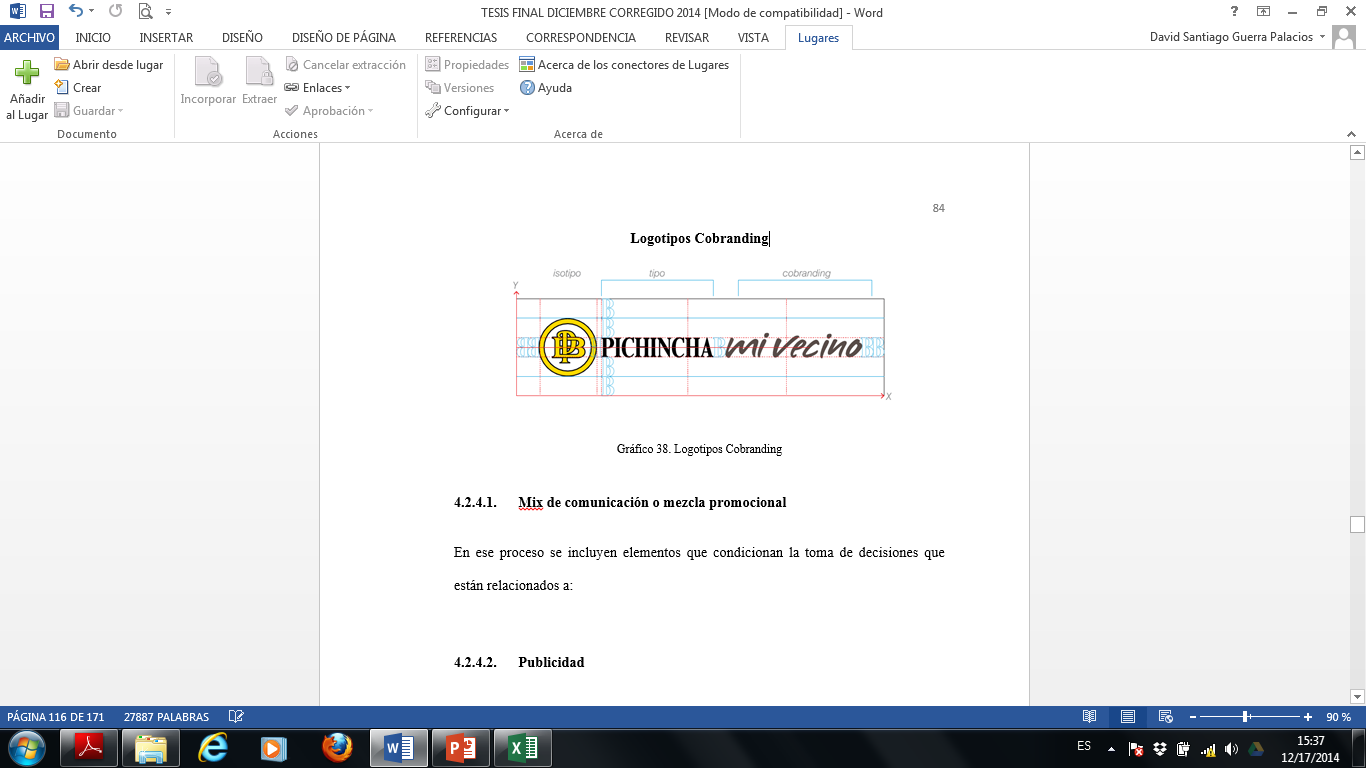 TESIS FINAL DICIEMBRE CORREGIDO 2014 [Modo de compatibilidad] - Word
ARCHIVO INICIO INSERTAR DISEÑO DISEÑO DE PÁGINA REFERENCIAS CORRESPONDENCIA REVISAR VISTA Lugares David Santiago Guerra Palacios
Añadir al Lugar
Abrir desde lugar
Crear
Guardar
Documento
Incorporar
Extraer
Cancelar extracción
Enlaces
Aprobación
Acciones
Propiedades
Versiones
Configurar
Acerca de los conectores de Lugares
Ayuda
Acerca de
84
Logotipos Cobranding
isotipo tipo cobranding
Y
PICHINCHA mi vecino
X
Gráfico 38. Logotipos Cobranding
4.2.4.1. Mix de comunicación o mezcla promocional
En ese proceso se incluyen elementos que condicionan la toma de decisiones que
están relacionados a:
4.2.4.2. Publicidad
PÁGINA 116 DE 171 27887 PALABRAS 90 %
ES
15:37
12/17/2014